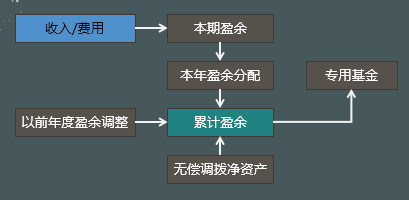 收入/费用
本期盈余
本年盈余分配
专用基金
以前年度盈余调整
累计盈余
无偿调拨净资产